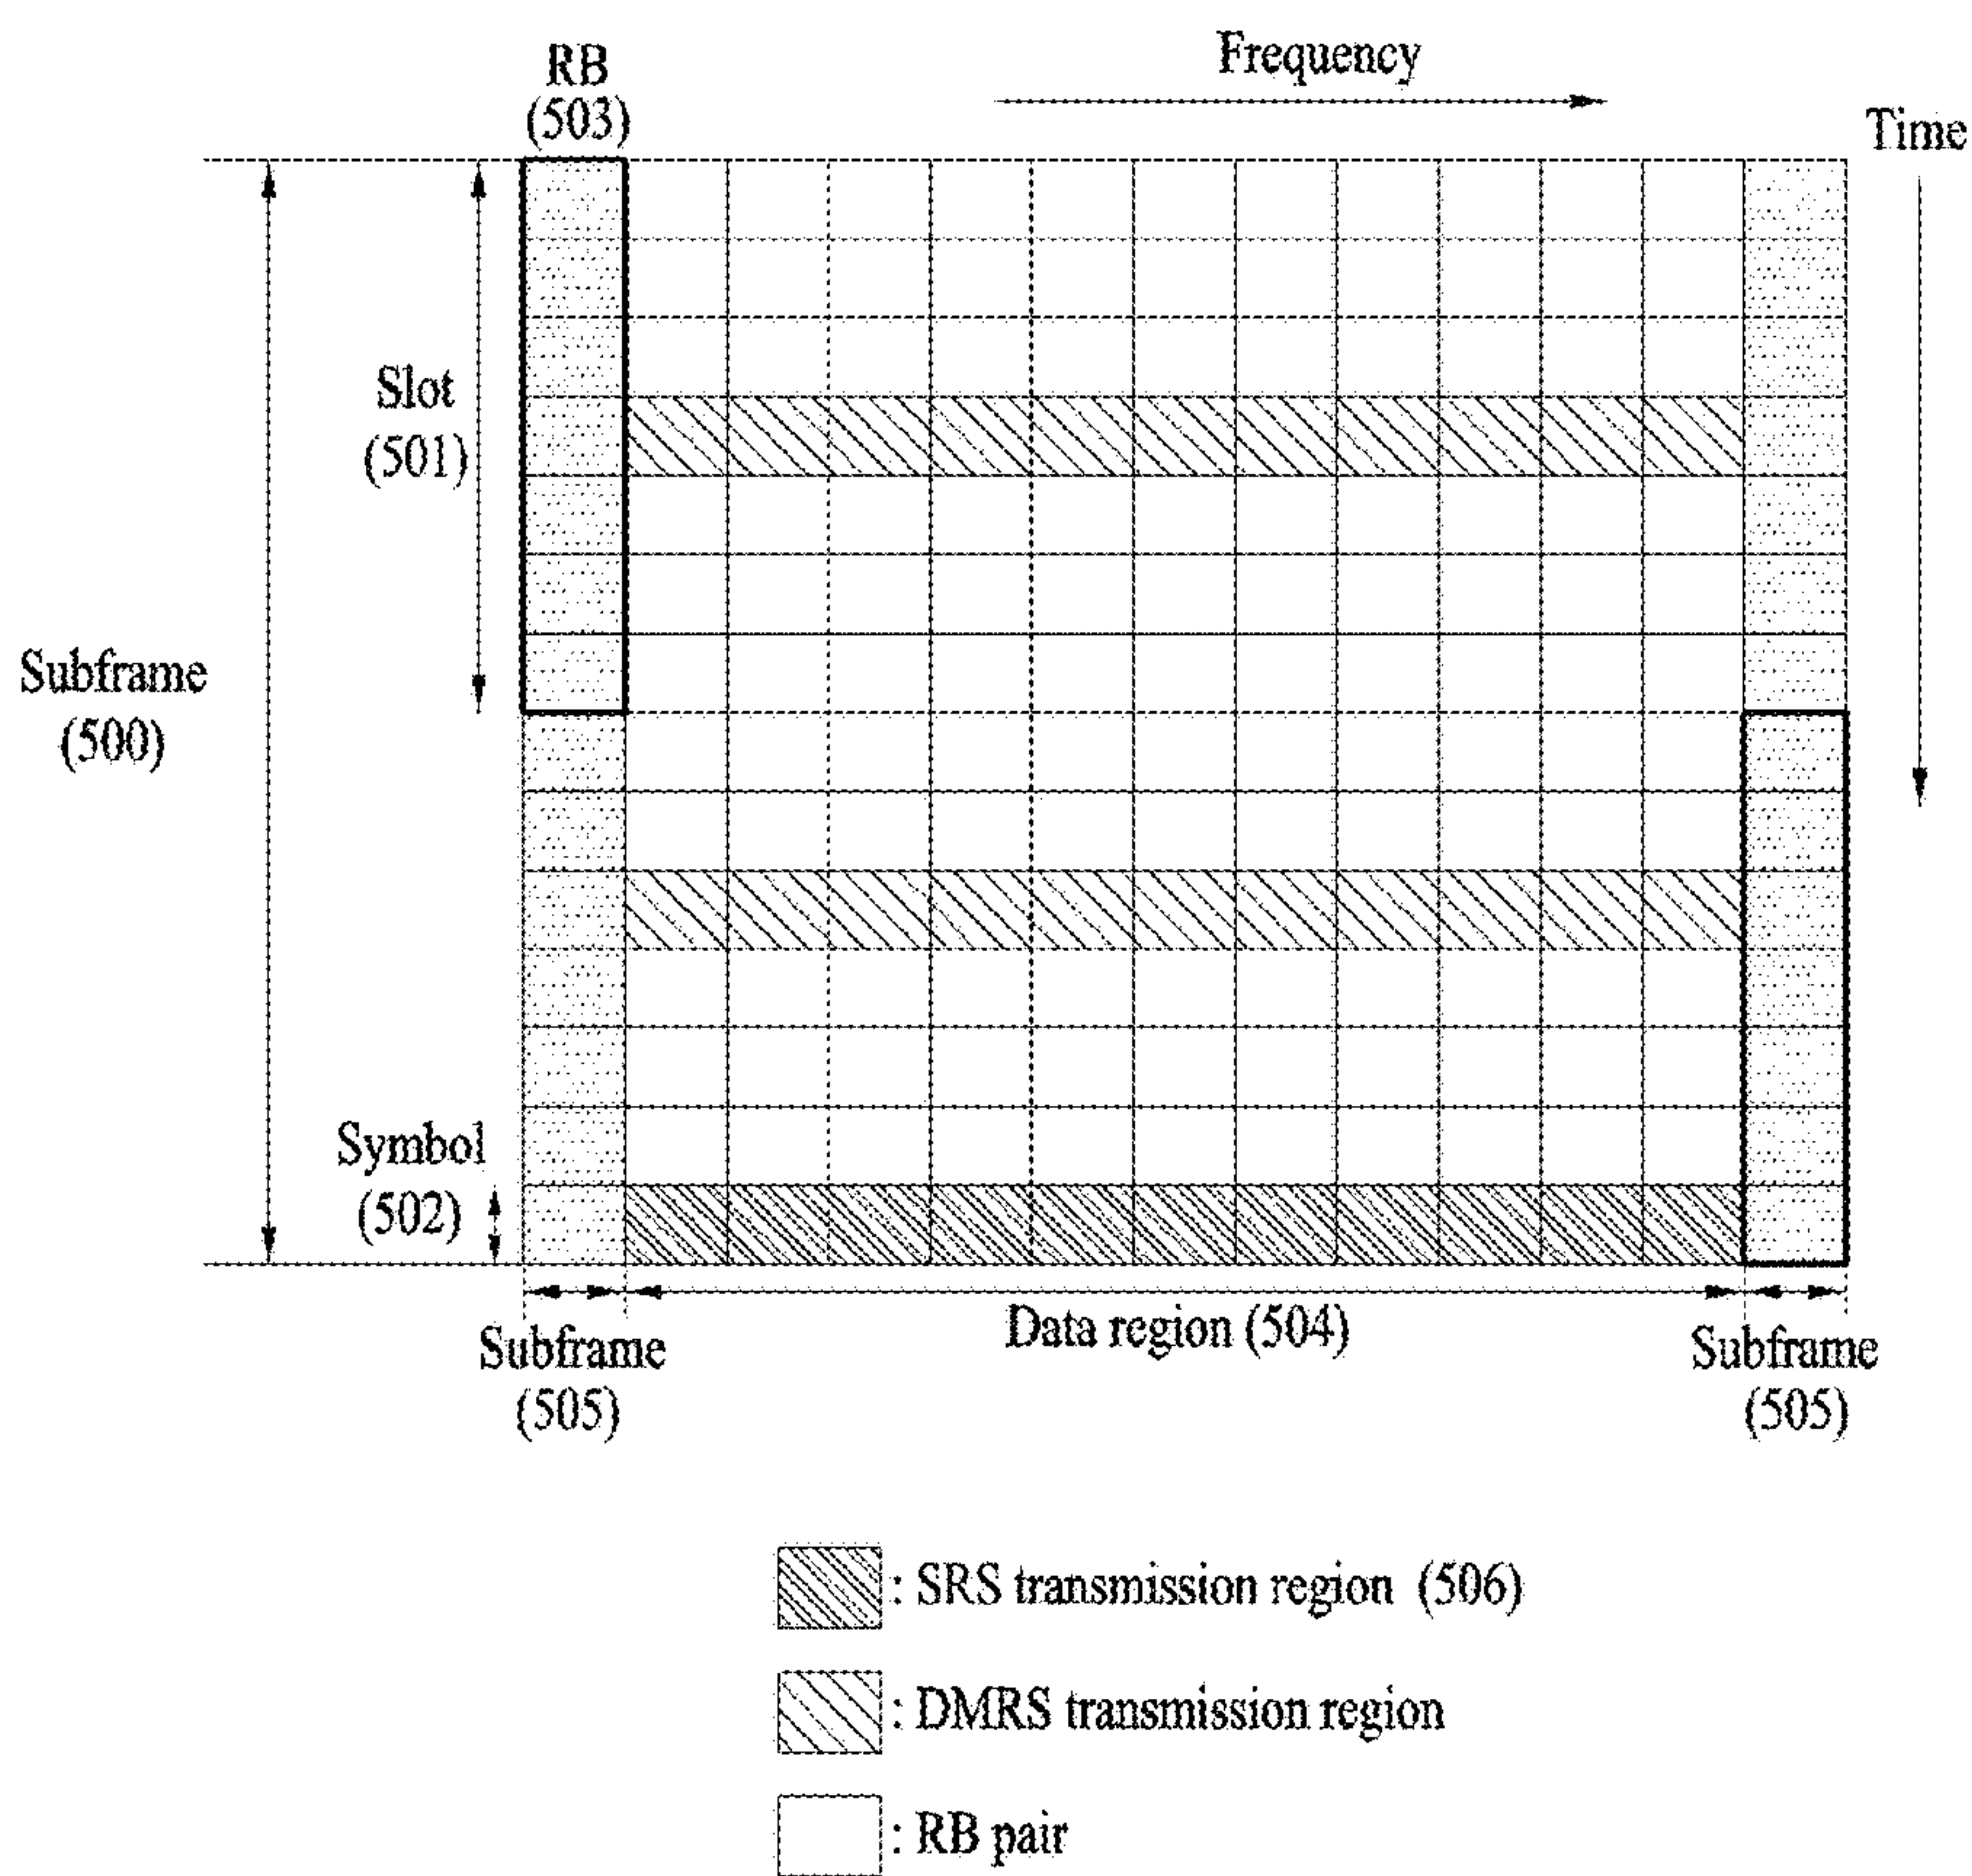 RB
(503)
Frequency
Time
Slot
(501)
Subframe
(500)
Symbol
(502)
Data region (504)
Subframe
(505)
Subframe
(505)
: SRS transmission region (506)
: DMRS transmission region
: RB pair